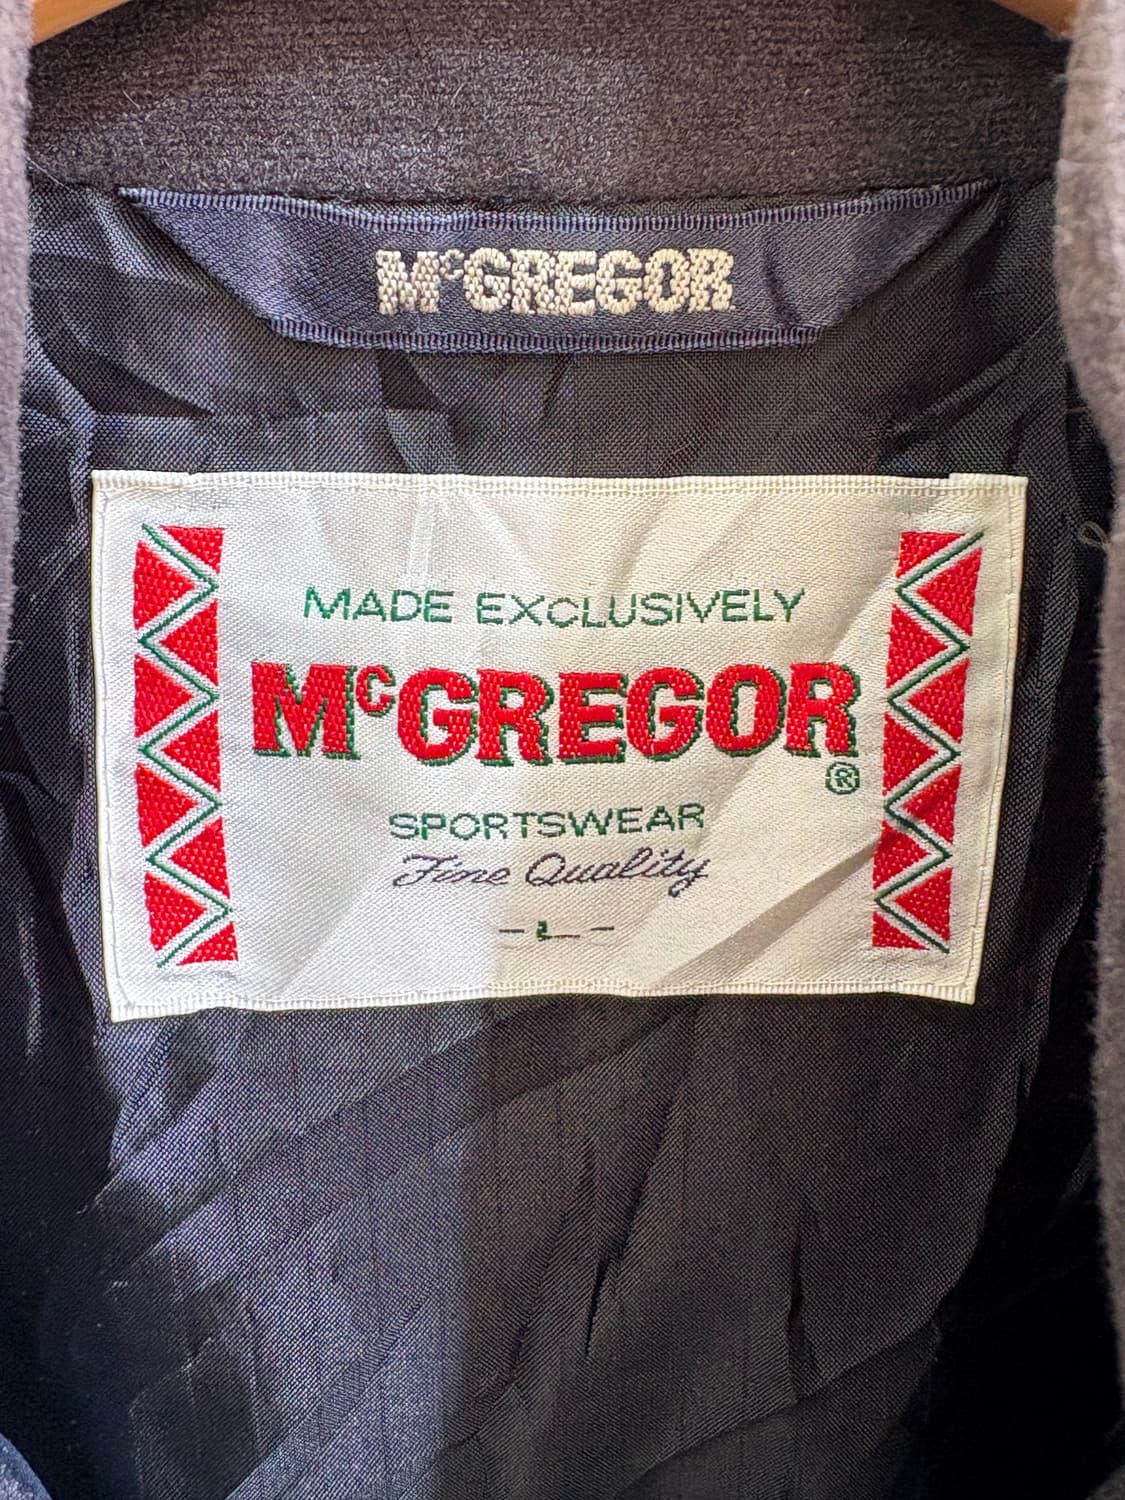 McGREGOR
MADE EXCLUSIVELY
McGREGOR
®
SPORTSWEAR
Fine Quality
- L -